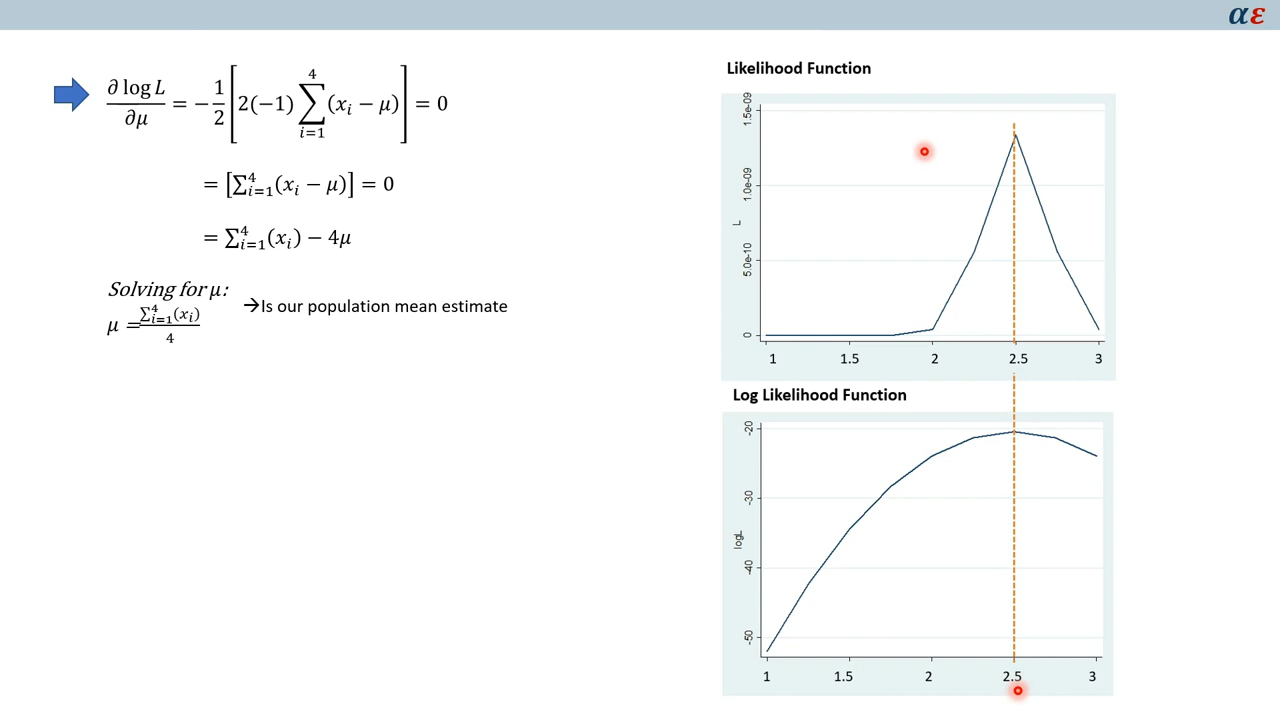 αε
∂ log L / ∂μ = −1/2 [2(−1) ∑_{i=1}^{4} (x_i − μ)] = 0
= [∑_{i=1}^{4}(x_i − μ)] = 0
= ∑_{i=1}^{4}(x_i) − 4μ
Solving for μ:
μ = ∑_{i=1}^{4}(x_i) / 4
→Is our population mean estimate
Likelihood Function
1.5e-09
1.0e-09
5.0e-10
0
L
1 1.5 2 2.5 3
Log Likelihood Function
-20
-30
-40
-50
logL
1 1.5 2 2.5 3